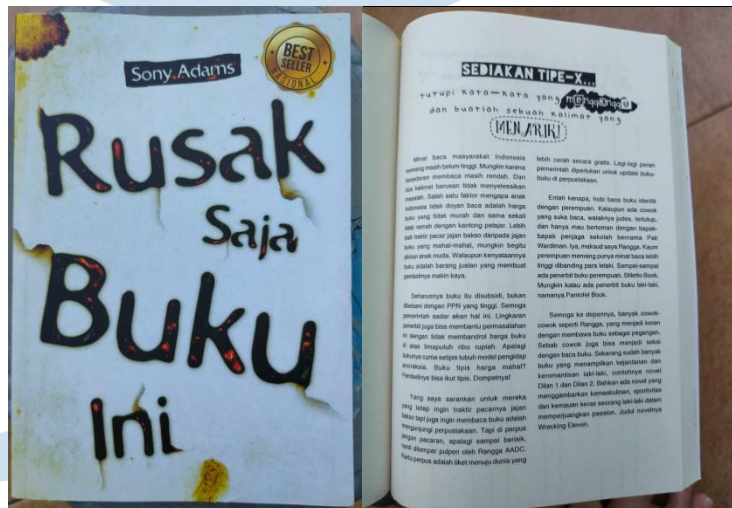 Sony Adams
BEST
SELLER
NASIONAL
Rusak
Saja
Buku
Ini
SEDIAKAN TIPE-X...
tutupi kata-kata yang mengganggu
dan buatlah sebuah kalimat yang
MENARIK!
Minat baca masyarakat Indonesia
memang masih belum tinggi. Mungkin karena
kesadaran membaca masih rendah. Dan
dua kalimat barusan tidak menyelesaikan
masalah. Salah satu faktor mengapa anak
Indonesia tidak doyan baca adalah harga
buku yang tidak murah dan sama sekali
tidak ramah dengan kantong pelajar. Lebih
baik traktir pacar jajan bakso daripada jajan
buku yang mahal-mahal, mungkin begitu
pikiran anak muda. Walaupun kenyataannya
buku adalah barang jualan yang membuat
pembelinya makin kaya.
Seharusnya buku itu disubsidi, bukan
dibebani dengan PPN yang tinggi. Semoga
pemerintah sadar akan hal ini. Lingkaran
penerbit juga bisa membantu permasalahan
ini dengan tidak membandrol harga buku
di atas limapuluh ribu rupiah. Apalagi
bukunya cuma setipis tubuh model pengidap
anoreksia. Buku tipis harga mahal?
Pembelinya bisa ikut tipis. Dompetnya!
Yang saya sarankan untuk mereka
yang tetap ingin traktir pacarnya jajan
bakso tapi juga ingin membaca buku adalah
mengunjungi perpustakaan. Tapi di perpus
jangan pacaran, apalagi sampai berisik,
nanti dilempar pulpen oleh Rangga AADC.
Kartu perpus adalah tiket menuju dunia yang
lebih cerah secara gratis. Lagi-lagi peran
pemerintah diperlukan untuk update buku-
buku di perpustakaan.
Entah kenapa, hobi baca buku identik
dengan perempuan. Kalaupun ada cowok
yang suka baca, wataknya judes, tertutup,
dan hanya mau berteman dengan bapak-
bapak penjaga sekolah bernama Pak
Wardiman. Iya, maksud saya Rangga. Kaum
perempuan memang punya minat baca lebih
tinggi dibanding para lelaki. Sampai-sampai
ada penerbit buku perempuan, Stiletto Book.
Mungkin kalau ada penerbit buku laki-laki,
namanya Pantofel Book.
Semoga ke depannya, banyak cowok-
cowok seperti Rangga, yang menjadi keren
dengan membawa buku sebagai pegangan.
Sebab cowok juga bisa menjadi seksi
dengan baca buku. Sekarang sudah banyak
buku yang menampilkan kejantanan dan
keromantisan laki-laki, contohnya novel
Dilan 1 dan Dilan 2. Bahkan ada novel yang
menggambarkan kemaskulinan, sportivitas
dan kemauan keras seorang laki-laki dalam
memperjuangkan passion. Judul novelnya
Wrecking Eleven.